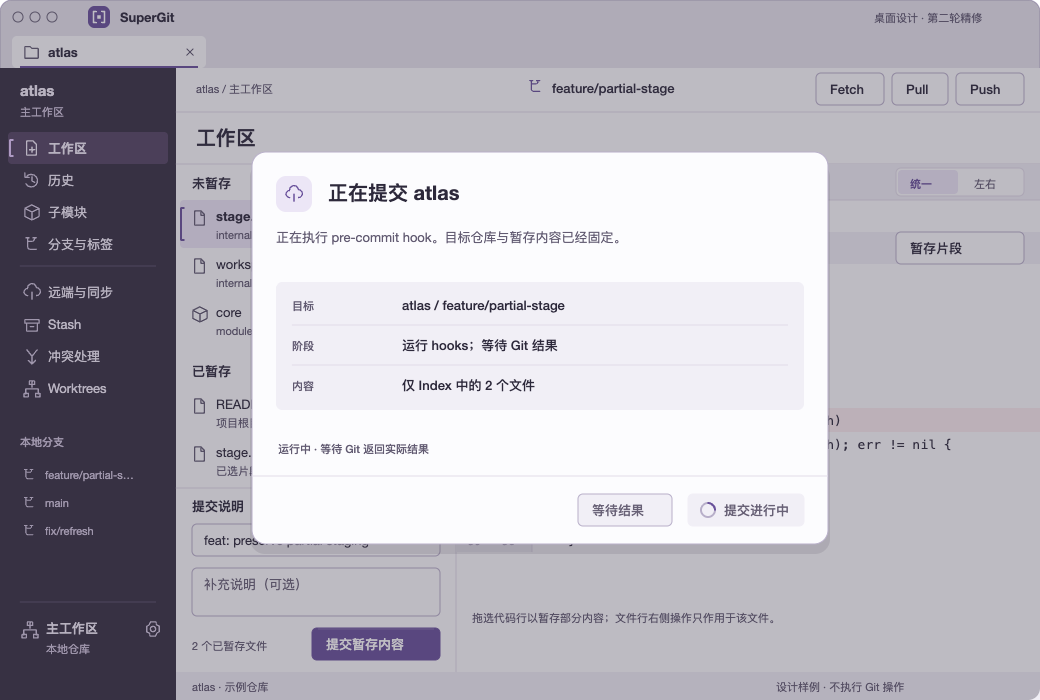 SuperGit
桌面设计 · 第二轮精修
atlas
atlas
主工作区
工作区
历史
子模块
分支与标签
远端与同步
Stash
冲突处理
Worktrees
本地分支
feature/partial-s...
main
fix/refresh
主工作区
本地仓库
atlas / 主工作区
feature/partial-stage
Fetch
Pull
Push
工作区
未暂存
统一
左右
stage.
internal
暂存片段
works
internal
core
module
已暂存
READ
项目根
stage.
已选片
h)
h); err != nil {
正在提交 atlas
正在执行 pre-commit hook。目标仓库与暂存内容已经固定。
目标
atlas / feature/partial-stage
阶段
运行 hooks；等待 Git 结果
内容
仅 Index 中的 2 个文件
运行中 · 等待 Git 返回实际结果
等待结果
提交进行中
提交说明
feat: preserve partial staging
补充说明（可选）
2 个已暂存文件
提交暂存内容
拖选代码行以暂存部分内容；文件行右侧操作只作用于该文件。
atlas · 示例仓库
设计样例 · 不执行 Git 操作